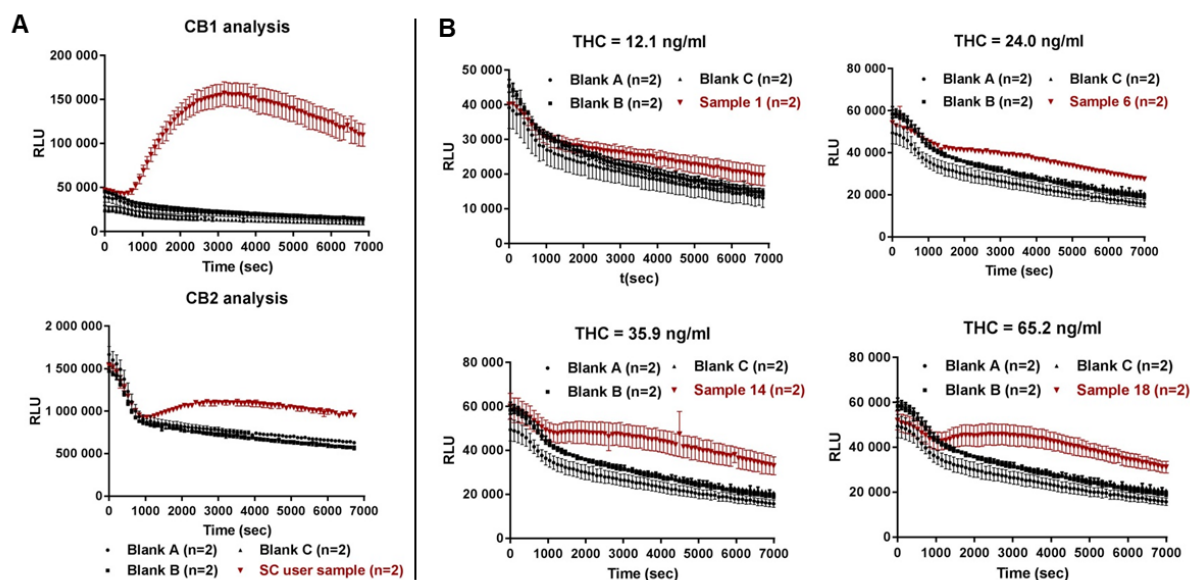 A
CB1 analysis
200 000
150 000
100 000
50 000
0
RLU
0 1000 2000 3000 4000 5000 6000 7000
Time (sec)
CB2 analysis
2 000 000
1 500 000
1 000 000
500 000
0
RLU
0 1000 2000 3000 4000 5000 6000 7000
Time (sec)
Blank A (n=2) Blank C (n=2)
Blank B (n=2) SC user sample (n=2)
B
THC = 12.1 ng/ml
Blank A (n=2) Blank C (n=2)
Blank B (n=2) Sample 1 (n=2)
50 000
40 000
30 000
20 000
10 000
0
RLU
0 1000 2000 3000 4000 5000 6000 7000
t(sec)
THC = 24.0 ng/ml
Blank A (n=2) Blank C (n=2)
Blank B (n=2) Sample 6 (n=2)
80 000
60 000
40 000
20 000
0
RLU
0 1000 2000 3000 4000 5000 6000 7000
Time (sec)
THC = 35.9 ng/ml
Blank A (n=2) Blank C (n=2)
Blank B (n=2) Sample 14 (n=2)
80 000
60 000
40 000
20 000
0
RLU
0 1000 2000 3000 4000 5000 6000 7000
Time (sec)
THC = 65.2 ng/ml
Blank A (n=2) Blank C (n=2)
Blank B (n=2) Sample 18 (n=2)
80 000
60 000
40 000
20 000
0
RLU
0 1000 2000 3000 4000 5000 6000 7000
Time (sec)